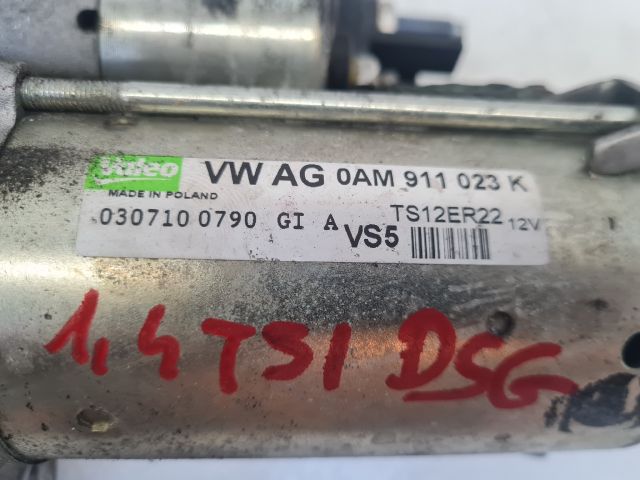 Valeo VW AG 0AM 911 023 K
MADE IN POLAND
030710 0790 GI A VS5 TS12ER22 12V
1,4 TSI DSG